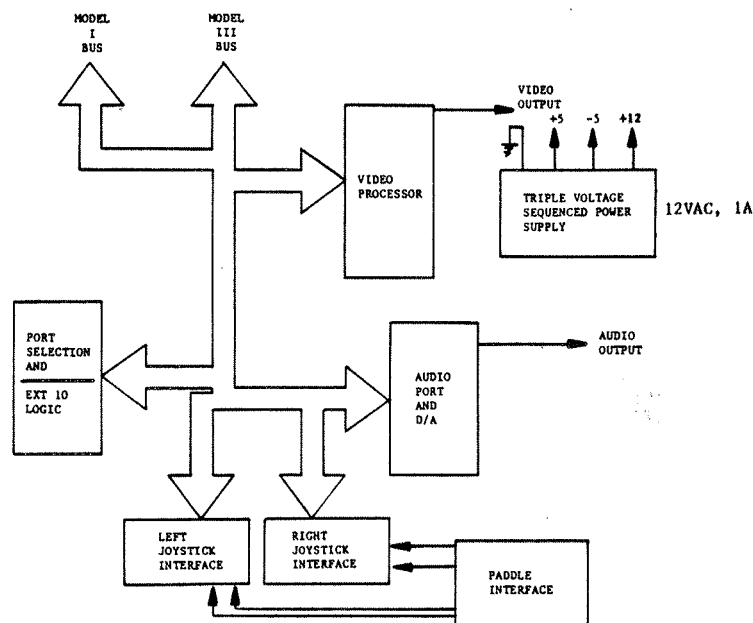 MODEL
I
BUS
MODEL
III
BUS
VIDEO
OUTPUT
+5
-5
+12
VIDEO
PROCESSOR
TRIPLE VOLTAGE
SEQUENCED POWER
SUPPLY
12VAC, 1A
PORT
SELECTION
AND
EXT 10
LOGIC
AUDIO
OUTPUT
AUDIO
PORT
AND
D/A
LEFT
JOYSTICK
INTERFACE
RIGHT
JOYSTICK
INTERFACE
PADDLE
INTERFACE